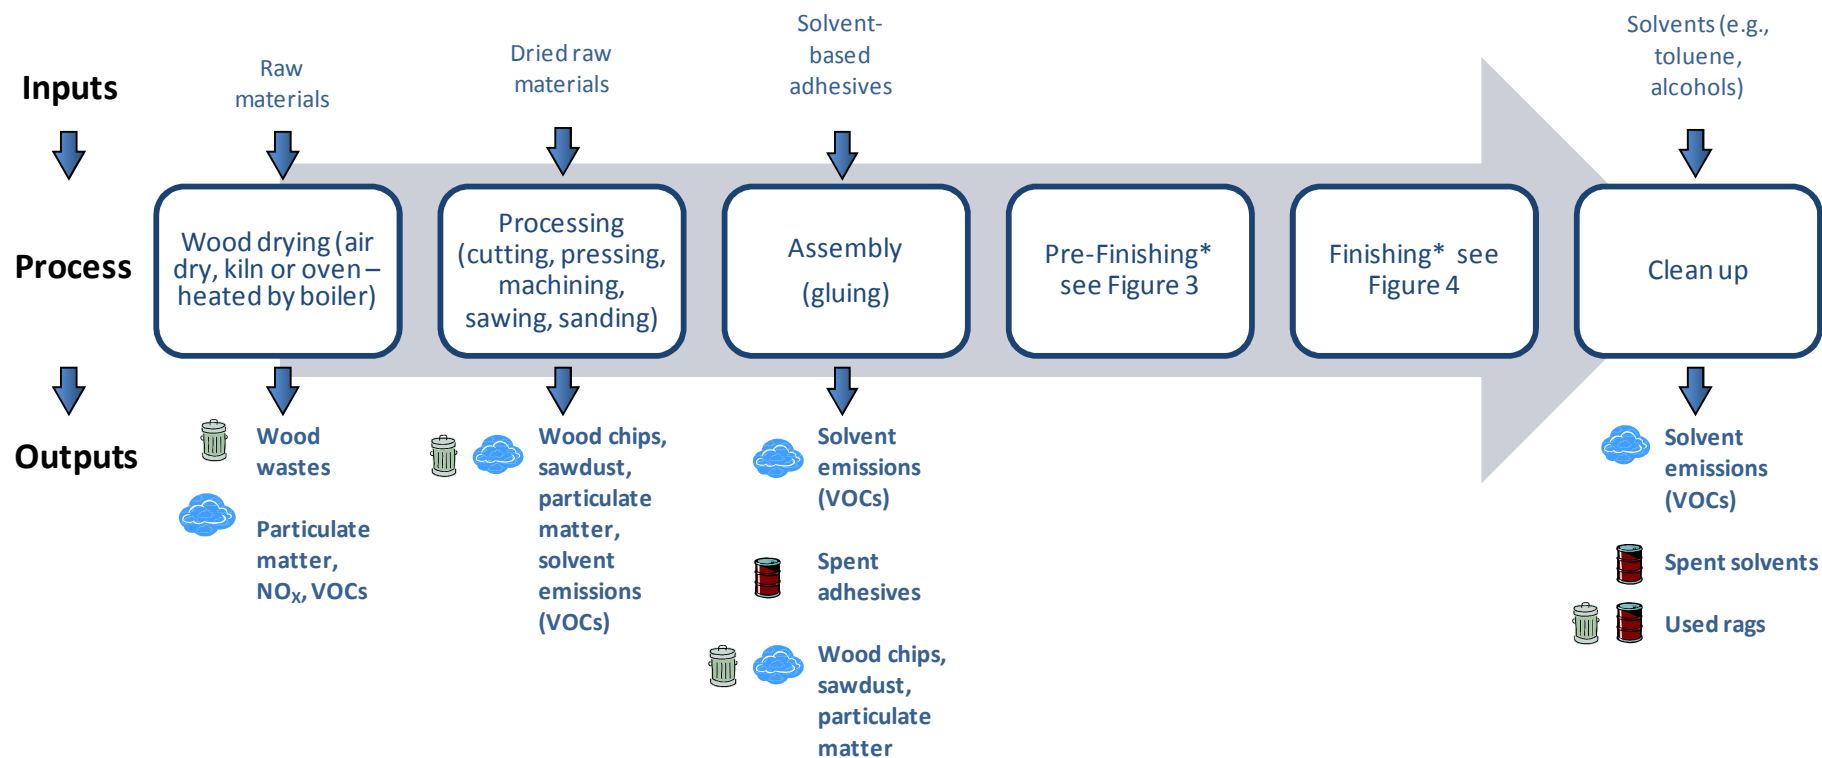 Inputs
Raw
materials
Dried raw
materials
Solvent-
based
adhesives
Solvents (e.g.,
toluene,
alcohols)
Process
Wood drying (air
dry, kiln or oven –
heated by boiler)
Processing
(cutting, pressing,
machining,
sawing, sanding)
Assembly
(gluing)
Pre-Finishing*
see Figure 3
Finishing* see
Figure 4
Clean up
Outputs
Wood
wastes
Particulate
matter,
NOX, VOCs
Wood chips,
sawdust,
particulate
matter,
solvent
emissions
(VOCs)
Solvent
emissions
(VOCs)
Spent
adhesives
Wood chips,
sawdust,
particulate
matter
Solvent
emissions
(VOCs)
Spent solvents
Used rags